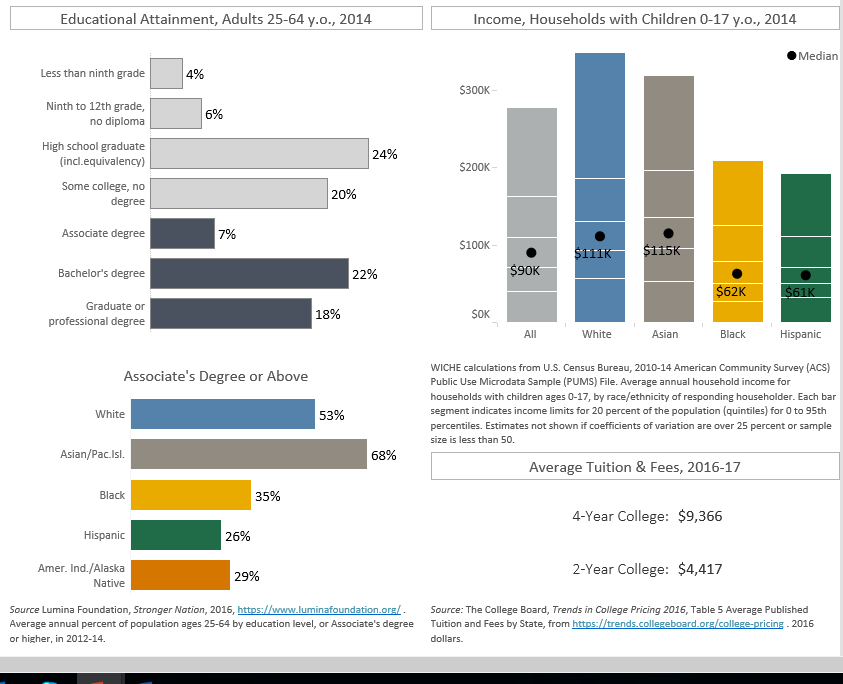 Educational Attainment, Adults 25-64 y.o., 2014
Less than ninth grade
4%
Ninth to 12th grade,
no diploma
6%
High school graduate
(incl.equivalency)
24%
Some college, no
degree
20%
Associate degree
7%
Bachelor's degree
22%
Graduate or
professional degree
18%
Associate's Degree or Above
White
53%
Asian/Pac.Isl.
68%
Black
35%
Hispanic
26%
Amer. Ind./Alaska
Native
29%
Source Lumina Foundation, Stronger Nation, 2016, https://www.luminafoundation.org/ .
Average annual percent of population ages 25-64 by education level, or Associate's degree
or higher, in 2012-14.
Income, Households with Children 0-17 y.o., 2014
Median
$300K
$200K
$100K
$0K
$90K
$111K
$115K
$62K
$61K
All
White
Asian
Black
Hispanic
WICHE calculations from U.S. Census Bureau, 2010-14 American Community Survey (ACS)
Public Use Microdata Sample (PUMS) File. Average annual household income for
households with children ages 0-17, by race/ethnicity of responding householder. Each bar
segment indicates income limits for 20 percent of the population (quintiles) for 0 to 95th
percentiles. Estimates not shown if coefficients of variation are over 25 percent or sample
size is less than 50.
Average Tuition & Fees, 2016-17
4-Year College: $9,366
2-Year College: $4,417
Source: The College Board, Trends in College Pricing 2016, Table 5 Average Published
Tuition and Fees by State, from https://trends.collegeboard.org/college-pricing . 2016
dollars.